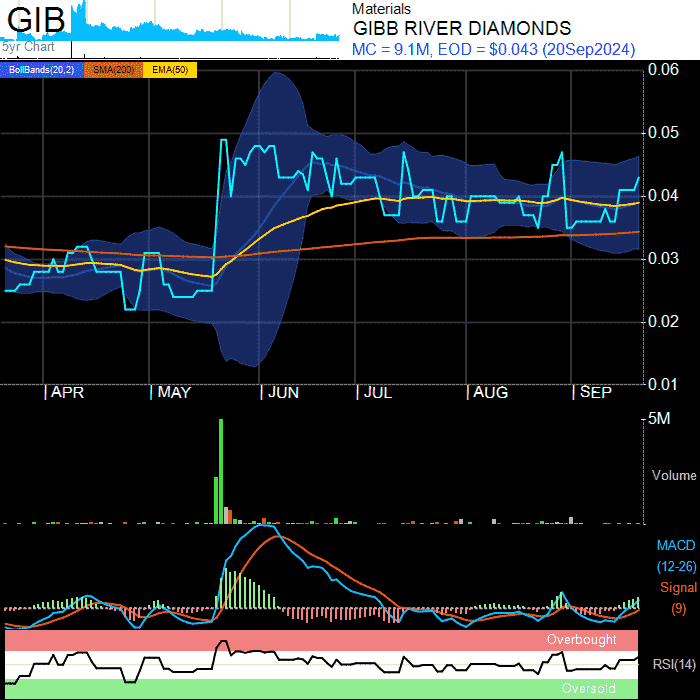 GIB
5yr Chart
Materials
GIBB RIVER DIAMONDS
MC = 9.1M, EOD = $0.043 (20Sep2024)
BollBands(20,2) SMA(200) EMA(50)
0.06
0.05
0.04
0.03
0.02
0.01
APR MAY JUN JUL AUG SEP
5M
Volume
MACD
(12-26)
Signal
(9)
Overbought
RSI(14)
Oversold